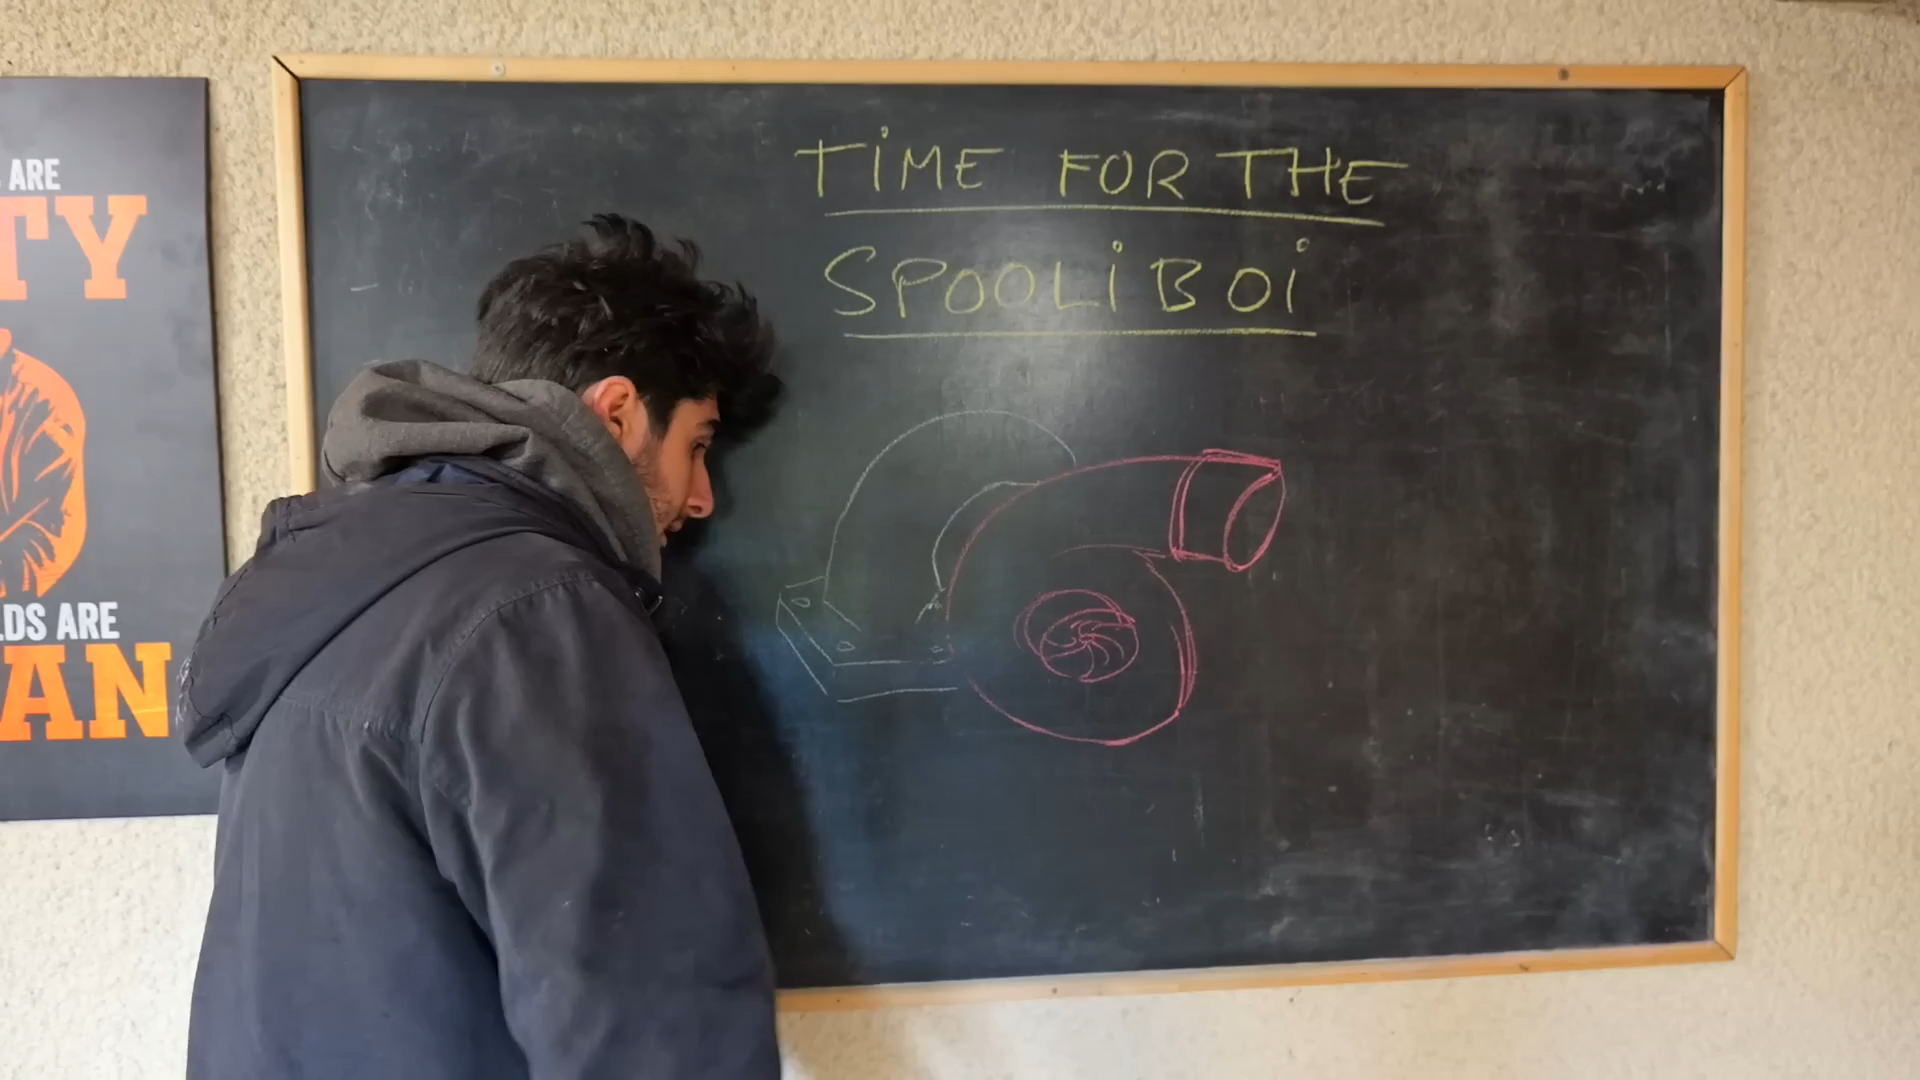 ARE
TY
LDS ARE
AN
TiME FOR THE
SPOOLiBOi